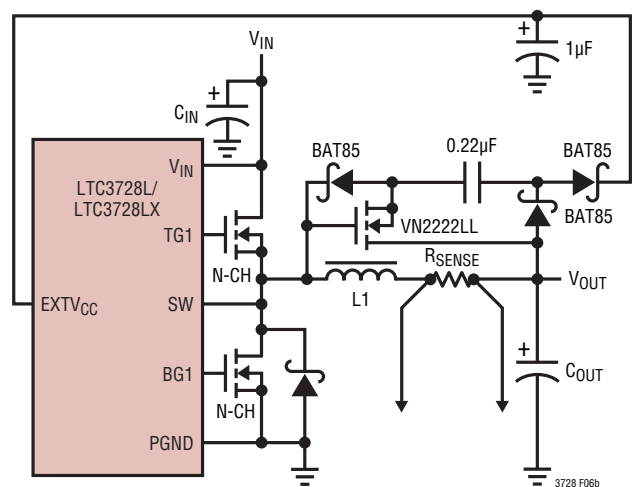 +
1µF
VIN
+
CIN
BAT85
0.22µF
BAT85
VIN
LTC3728L/
LTC3728LX
BAT85
VN2222LL
TG1
RSENSE
N-CH
L1
VOUT
EXTVCC
SW
+
COUT
BG1
N-CH
PGND
3728 F06b